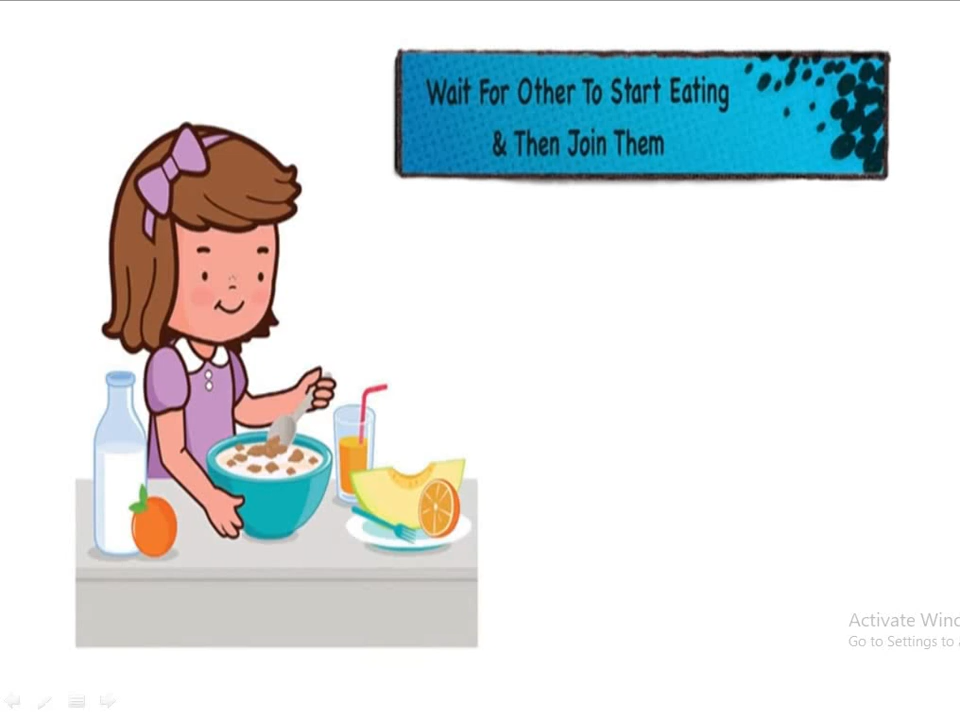 Wait For Other To Start Eating
& Then Join Them
Activate Wind
Go to Settings to